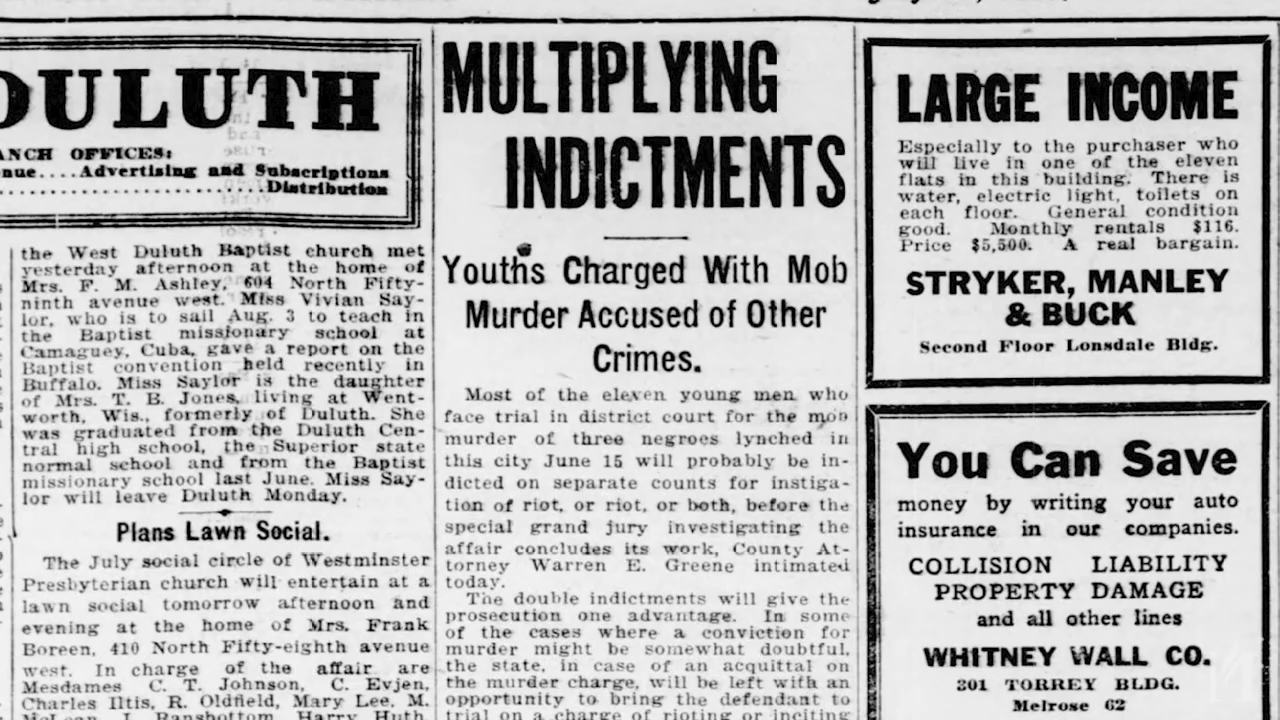 DULUTH
ANCH OFFICES:
nue....Advertising and Subscriptions
Distribution
the West Duluth Baptist church met
yesterday afternoon at the home of
Mrs. F. M. Ashley, 604 North Fifty-
ninth avenue west. Miss Vivian Say-
lor, who is to sail Aug. 3 to teach in
the Baptist missionary school at
Camaguey, Cuba, gave a report on the
Baptist convention held recently in
Buffalo. Miss Saylor is the daughter
of Mrs. T. B. Jones, living at Went-
worth, Wis., formerly of Duluth. She
was graduated from the Duluth Cen-
tral high school, the Superior state
normal school and from the Baptist
missionary school last June. Miss Say-
lor will leave Duluth Monday.
Plans Lawn Social.
The July social circle of Westminster
Presbyterian church will entertain at a
lawn social tomorrow afternoon and
evening at the home of Mrs. Frank
Boreen, 410 North Fifty-eighth avenue
west. In charge of the affair are
Mesdames C. T. Johnson, C. Evjen,
Charles Iltis, R. Oldfield, Mary Lee, M.
McLean, J. Ransbottom, Harry Huth
MULTIPLYING
INDICTMENTS
Youths Charged With Mob
Murder Accused of Other
Crimes.
Most of the eleven young men who
face trial in district court for the mob
murder of three negroes lynched in
this city June 15 will probably be in-
dicted on separate counts for instiga-
tion of riot, or riot, or both, before the
special grand jury investigating the
affair concludes its work, County At-
torney Warren E. Greene intimated
today.
The double indictments will give the
prosecution one advantage. In some
of the cases where a conviction for
murder might be somewhat doubtful,
the state, in case of an acquittal on
the murder charge, will be left with an
opportunity to bring the defendant to
trial on a charge of rioting or inciting
LARGE INCOME
Especially to the purchaser who
will live in one of the eleven
flats in this building. There is
water, electric light, toilets on
each floor. General condition
good. Monthly rentals $116.
Price $5,500. A real bargain.
STRYKER, MANLEY
& BUCK
Second Floor Lonsdale Bldg.
You Can Save
money by writing your auto
insurance in our companies.
COLLISION LIABILITY
PROPERTY DAMAGE
and all other lines
WHITNEY WALL CO.
301 TORREY BLDG.
Melrose 62